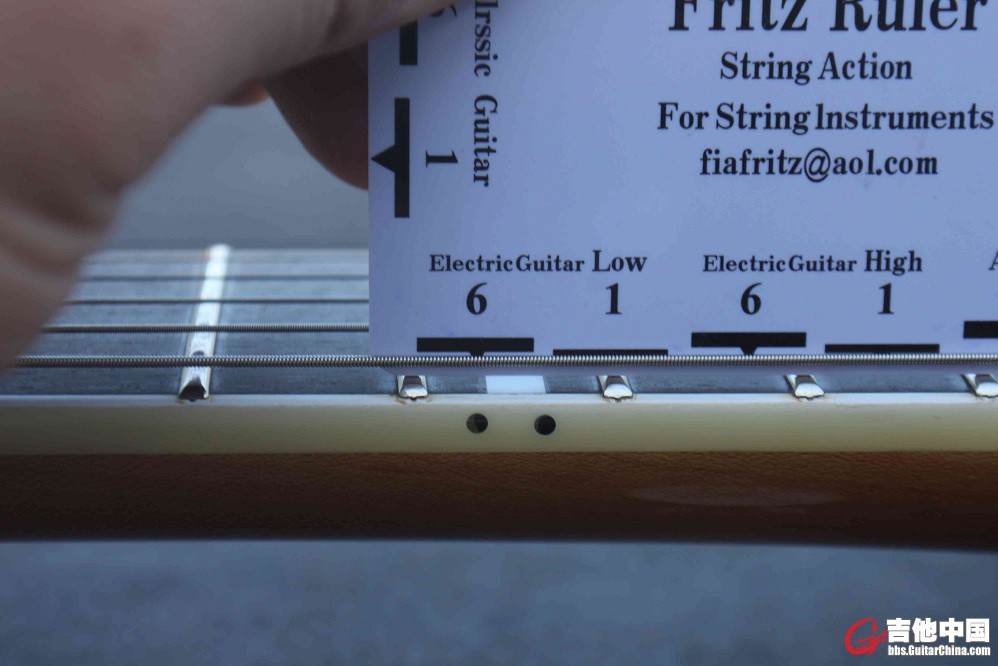 Fritz Ruler
String Action
For String Instruments
fiafritz@aol.com
Clrssic Guitar
1
Electric Guitar Low
6 1
Electric Guitar High
6 1
吉他中国
bbs.GuitarChina.com